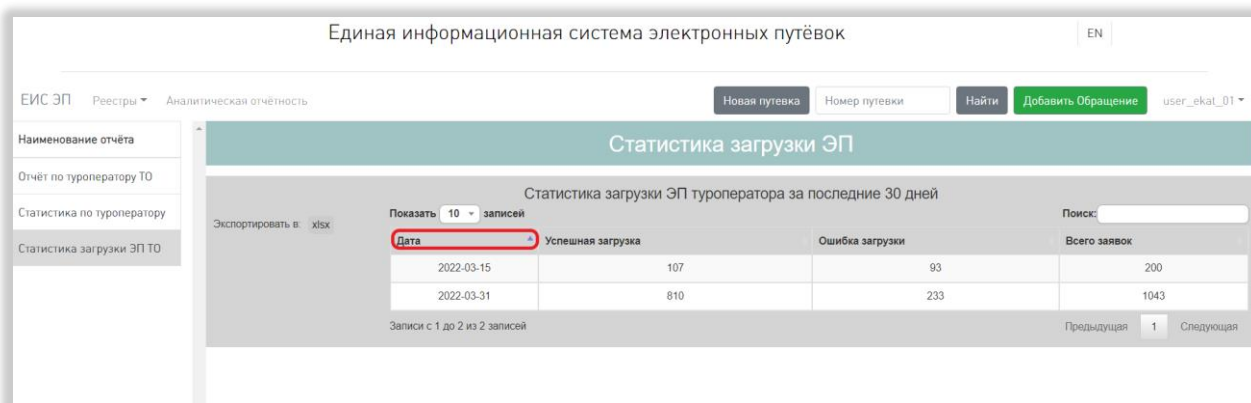 Единая информационная система электронных путёвок
EN
ЕИС ЭП Реестры Аналитическая отчётность Новая путевка Номер путевки Найти Добавить Обращение user_ekat_01
Наименование отчёта
Отчёт по туроператору ТО
Статистика по туроператору
Статистика загрузки ЭП ТО
Статистика загрузки ЭП
Статистика загрузки ЭП туроператора за последние 30 дней
Экспортировать в: xlsx
Показать 10 записей Поиск:
Дата Успешная загрузка Ошибка загрузки Всего заявок
2022-03-15 107 93 200
2022-03-31 810 233 1043
Записи с 1 до 2 из 2 записей Предыдущая 1 Следующая